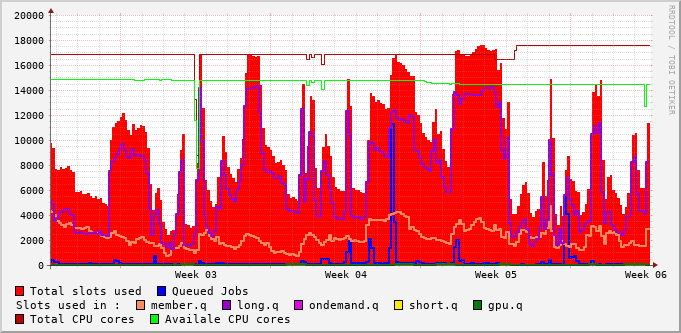 20000
18000
16000
14000
12000
10000
8000
6000
4000
2000
0
Week 03 Week 04 Week 05 Week 06
RRDTOOL / TOBI OETIKER
Total slots used Queued Jobs
Slots used in : member.q long.q ondemand.q short.q gpu.q
Total CPU cores Availale CPU cores